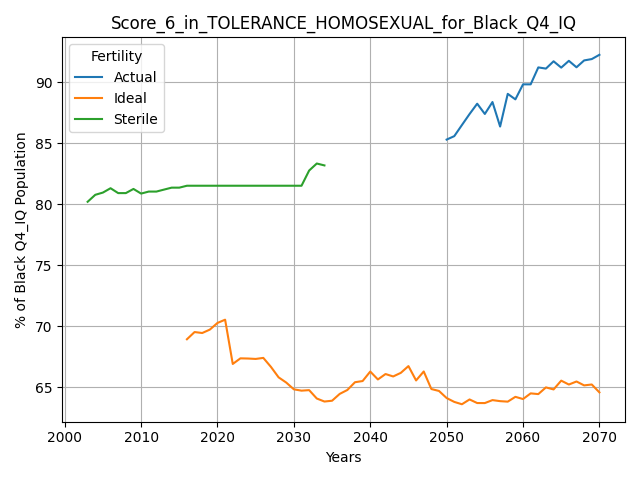 Score_6_in_TOLERANCE_HOMOSEXUAL_for_Black_Q4_IQ
Fertility
Actual
Ideal
Sterile
% of Black Q4_IQ Population
90
85
80
75
70
65
2000
2010
2020
2030
2040
2050
2060
2070
Years